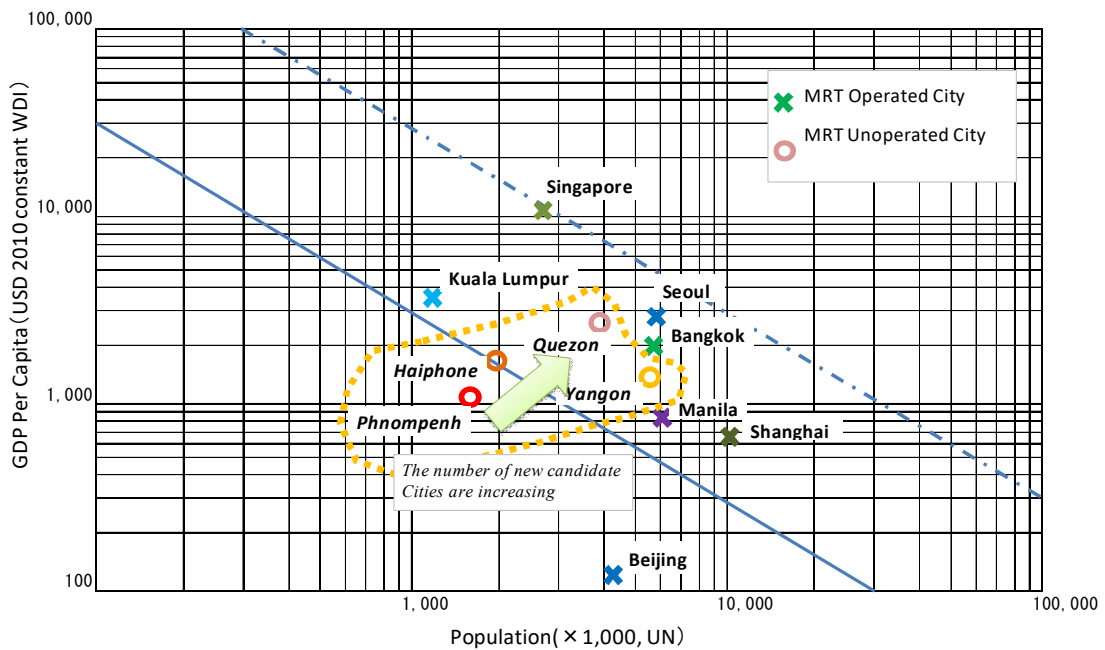 100,000
10,000
1,000
100
GDP Per Capita (USD 2010 constant WDI)
MRT Operated City
MRT Unoperated City
Singapore
Kuala Lumpur
Seoul
Bangkok
Quezon
Haiphone
Yangon
Phnompenh
Manila
Shanghai
The number of new candidate
Cities are increasing
Beijing
1,000
10,000
100,000
Population( × 1,000, UN)